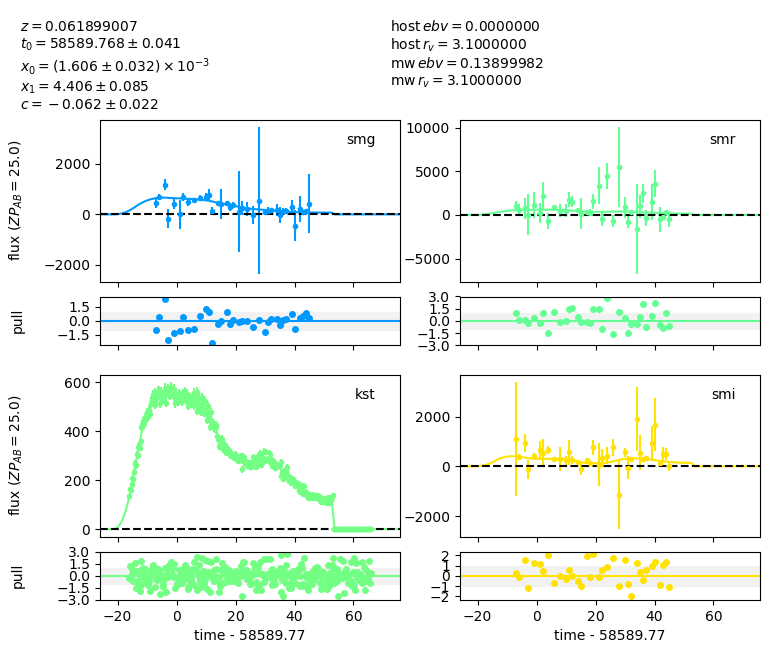 z = 0.061899007
t₀ = 58589.768 ± 0.041
x₀ = (1.606 ± 0.032) × 10⁻³
x₁ = 4.406 ± 0.085
c = −0.062 ± 0.022
host ebv = 0.0000000
host r_v = 3.1000000
mw ebv = 0.13899982
mw r_v = 3.1000000
flux (ZP_AB = 25.0)
2000
0
−2000
smg
10000
5000
0
−5000
smr
pull
1.5
0.0
−1.5
3.0
1.5
0.0
−1.5
−3.0
flux (ZP_AB = 25.0)
600
400
200
0
kst
2000
0
−2000
smi
pull
3.0
1.5
0.0
−1.5
−3.0
2
1
0
−1
−2
−20 0 20 40 60
−20 0 20 40 60
time - 58589.77
time - 58589.77